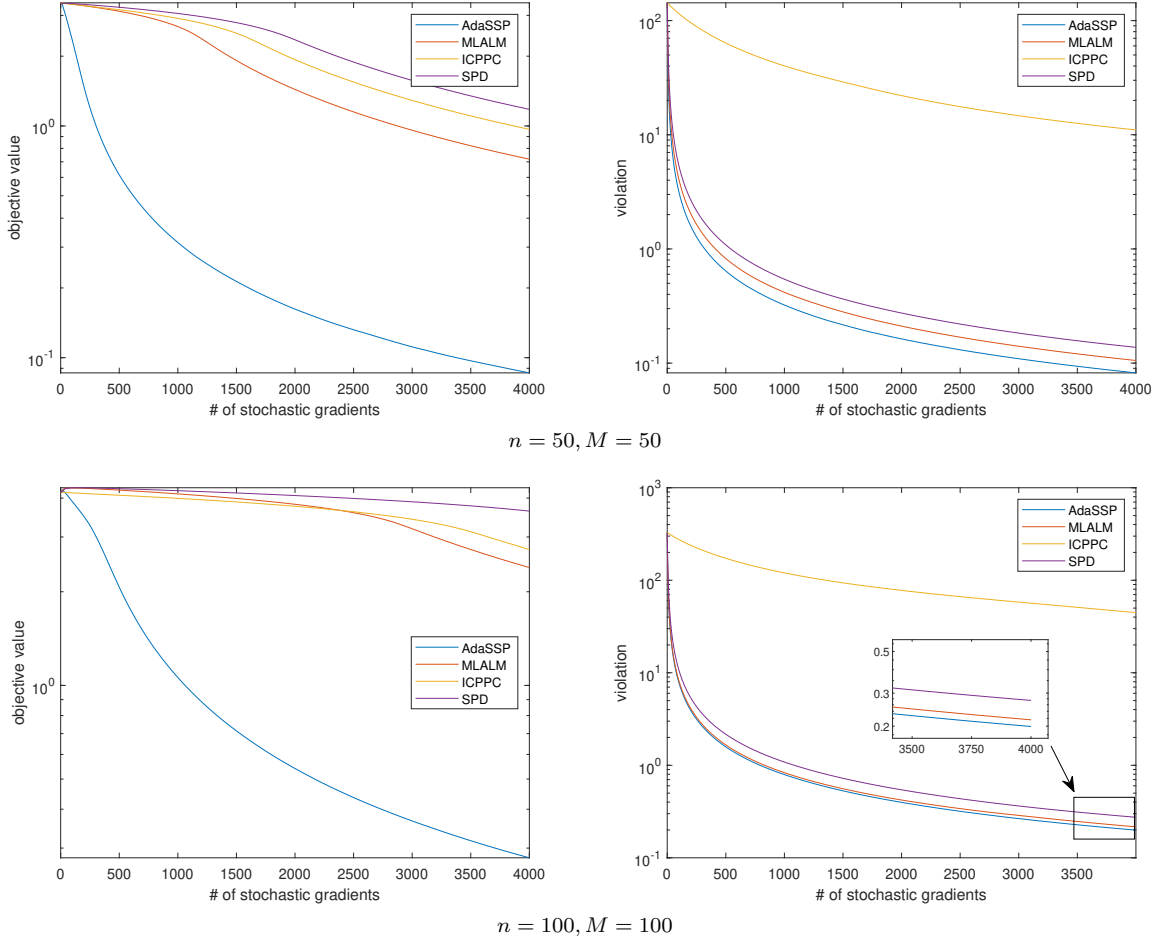 AdaSSP
MLALM
ICPPC
SPD
10^0
10^{-1}
objective value
0 500 1000 1500 2000 2500 3000 3500 4000
# of stochastic gradients
AdaSSP
MLALM
ICPPC
SPD
10^2
10^1
10^0
10^{-1}
violation
0 500 1000 1500 2000 2500 3000 3500 4000
# of stochastic gradients
n = 50, M = 50
AdaSSP
MLALM
ICPPC
SPD
10^0
objective value
0 500 1000 1500 2000 2500 3000 3500 4000
# of stochastic gradients
AdaSSP
MLALM
ICPPC
SPD
10^3
10^2
10^1
10^0
10^{-1}
violation
0.5
0.3
0.2
3500 3750 4000
0 500 1000 1500 2000 2500 3000 3500
# of stochastic gradients
n = 100, M = 100